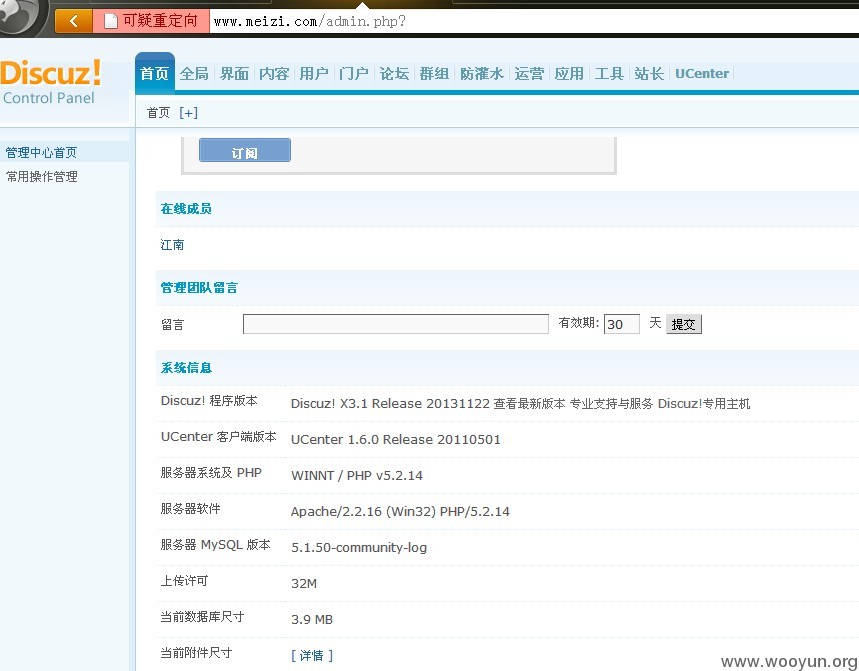 可疑重定向 www.meizi.com/admin.php?
Discuz!
Control Panel
首页 全局 界面 内容 用户 门户 论坛 群组 防灌水 运营 应用 工具 站长 UCenter
首页 [+]
管理中心首页
常用操作管理
订阅
在线成员
江南
管理团队留言
留言 有效期: 30 天 提交
系统信息
Discuz! 程序版本 Discuz! X3.1 Release 20131122 查看最新版本 专业支持与服务 Discuz!专用主机
UCenter 客户端版本 UCenter 1.6.0 Release 20110501
服务器系统及 PHP WINNT / PHP v5.2.14
服务器软件 Apache/2.2.16 (Win32) PHP/5.2.14
服务器 MySQL 版本 5.1.50-community-log
上传许可 32M
当前数据库尺寸 3.9 MB
当前附件尺寸 [ 详情 ]
www.wooyun.org